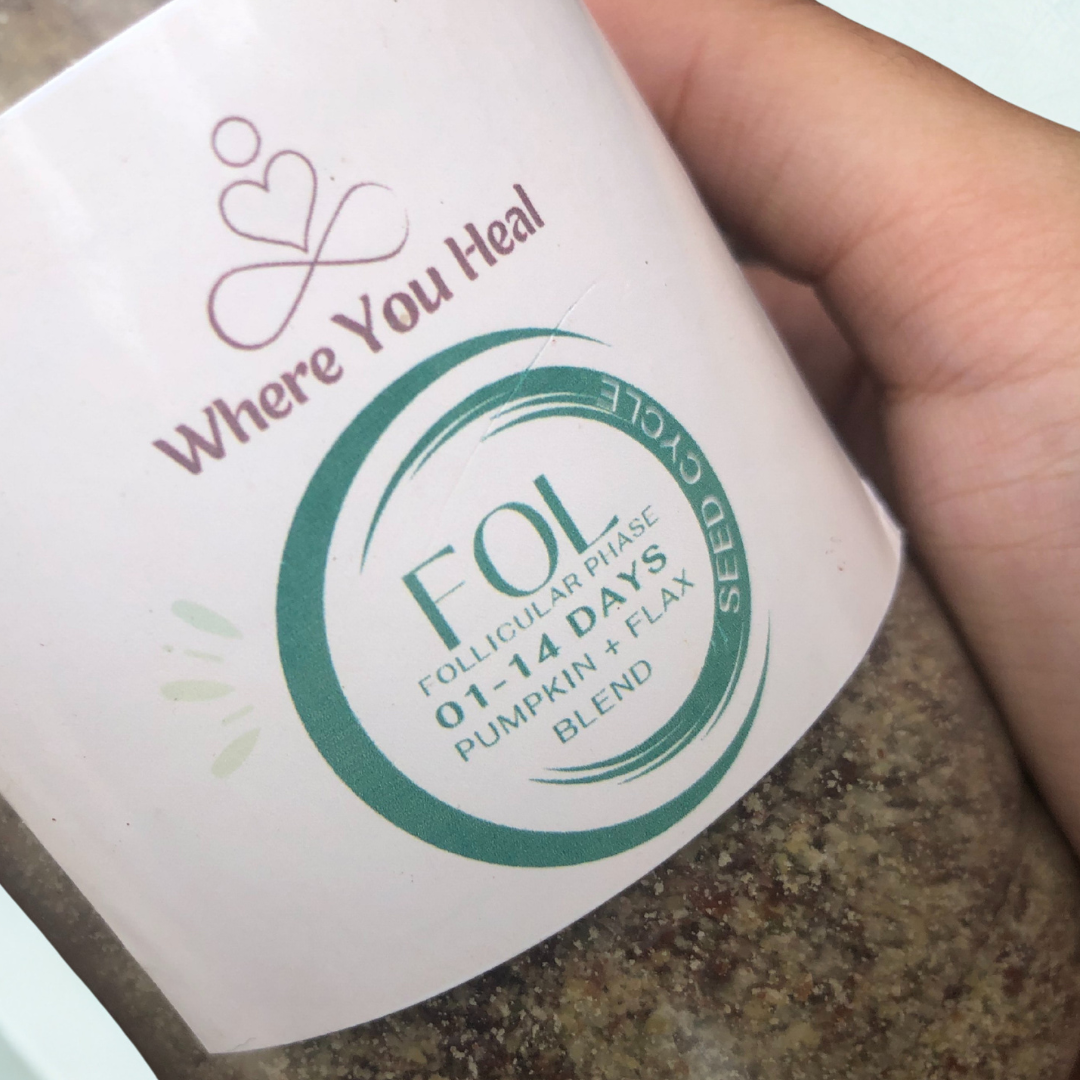 Where You Heal
SEED CYCLE
FOL
FOLLICULAR PHASE
01-14 DAYS
PUMPKIN + FLAX
BLEND